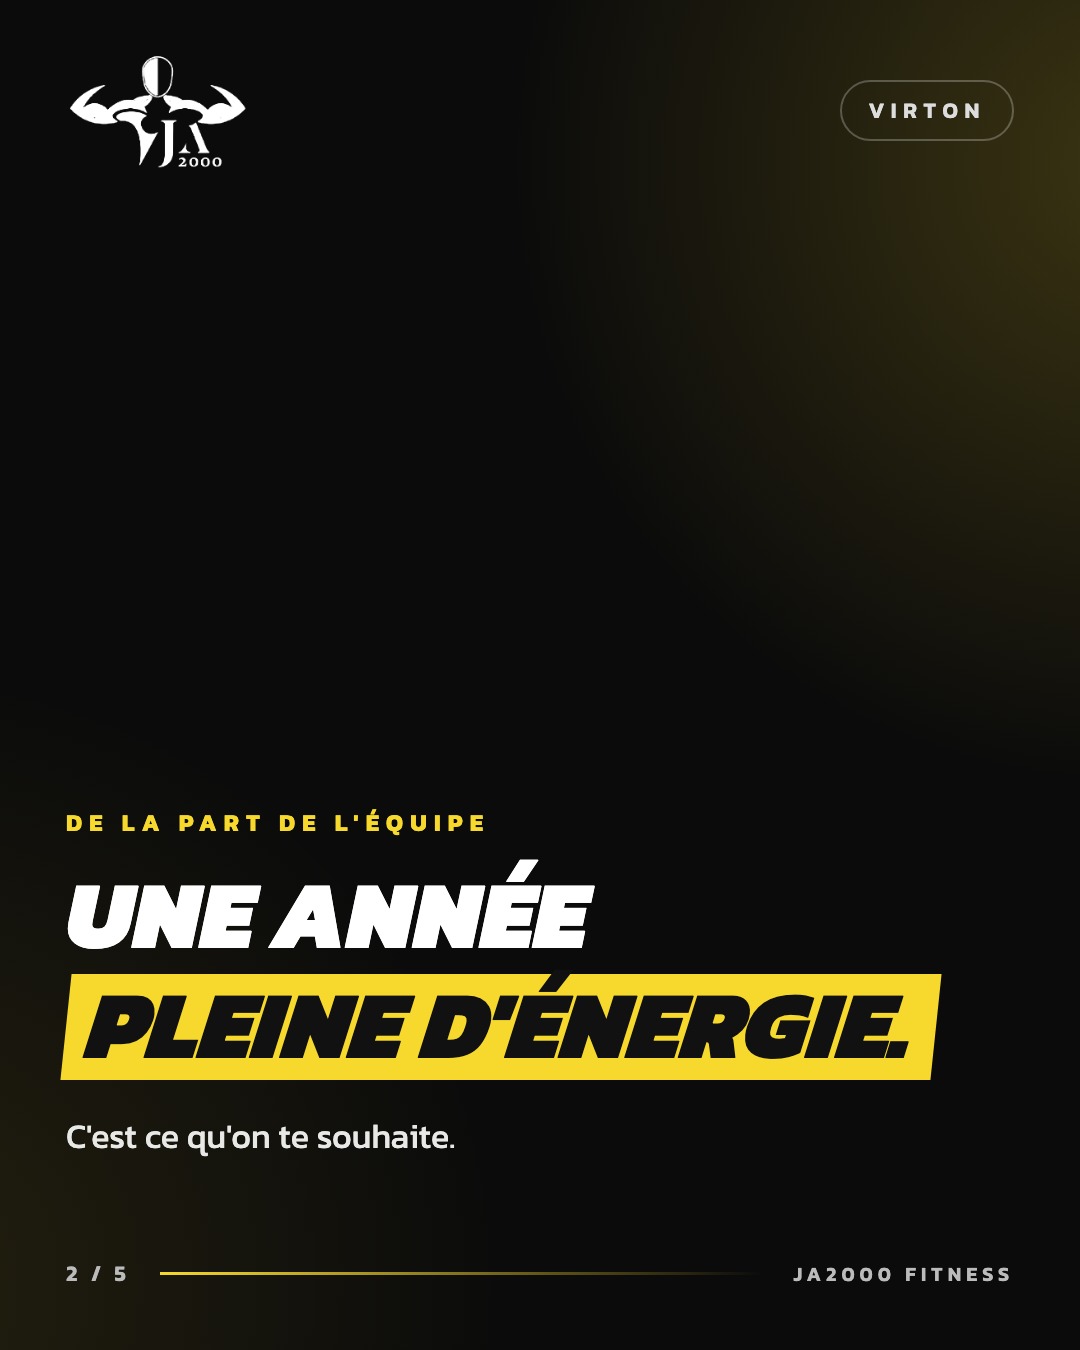 JA
2000
VIRTON
DE LA PART DE L'ÉQUIPE
UNE ANNÉE
PLEINE D'ÉNERGIE.
C'est ce qu'on te souhaite.
2 / 5
JA2000 FITNESS